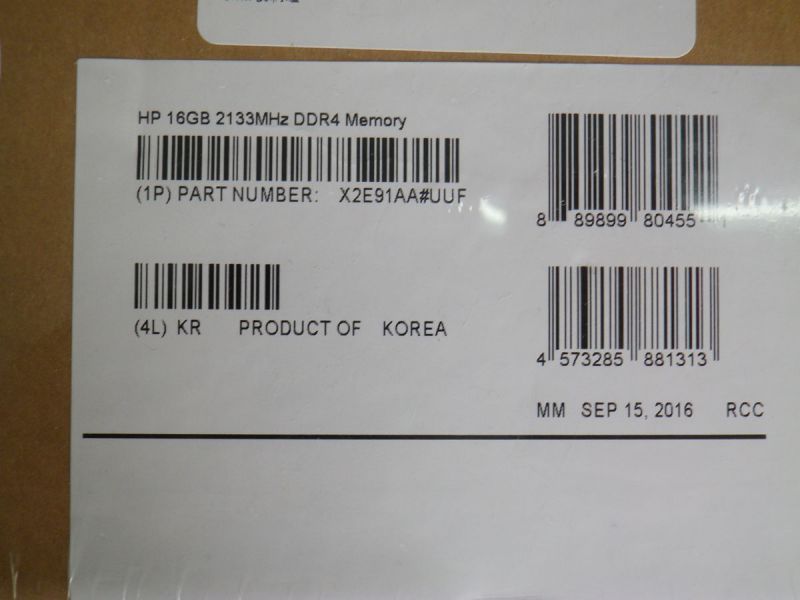 HP 16GB 2133MHz DDR4 Memory
(1P) PART NUMBER: X2E91AA#UUF
8 89899 80455 1
(4L) KR PRODUCT OF KOREA
4 573285 881313
MM SEP 15, 2016 RCC